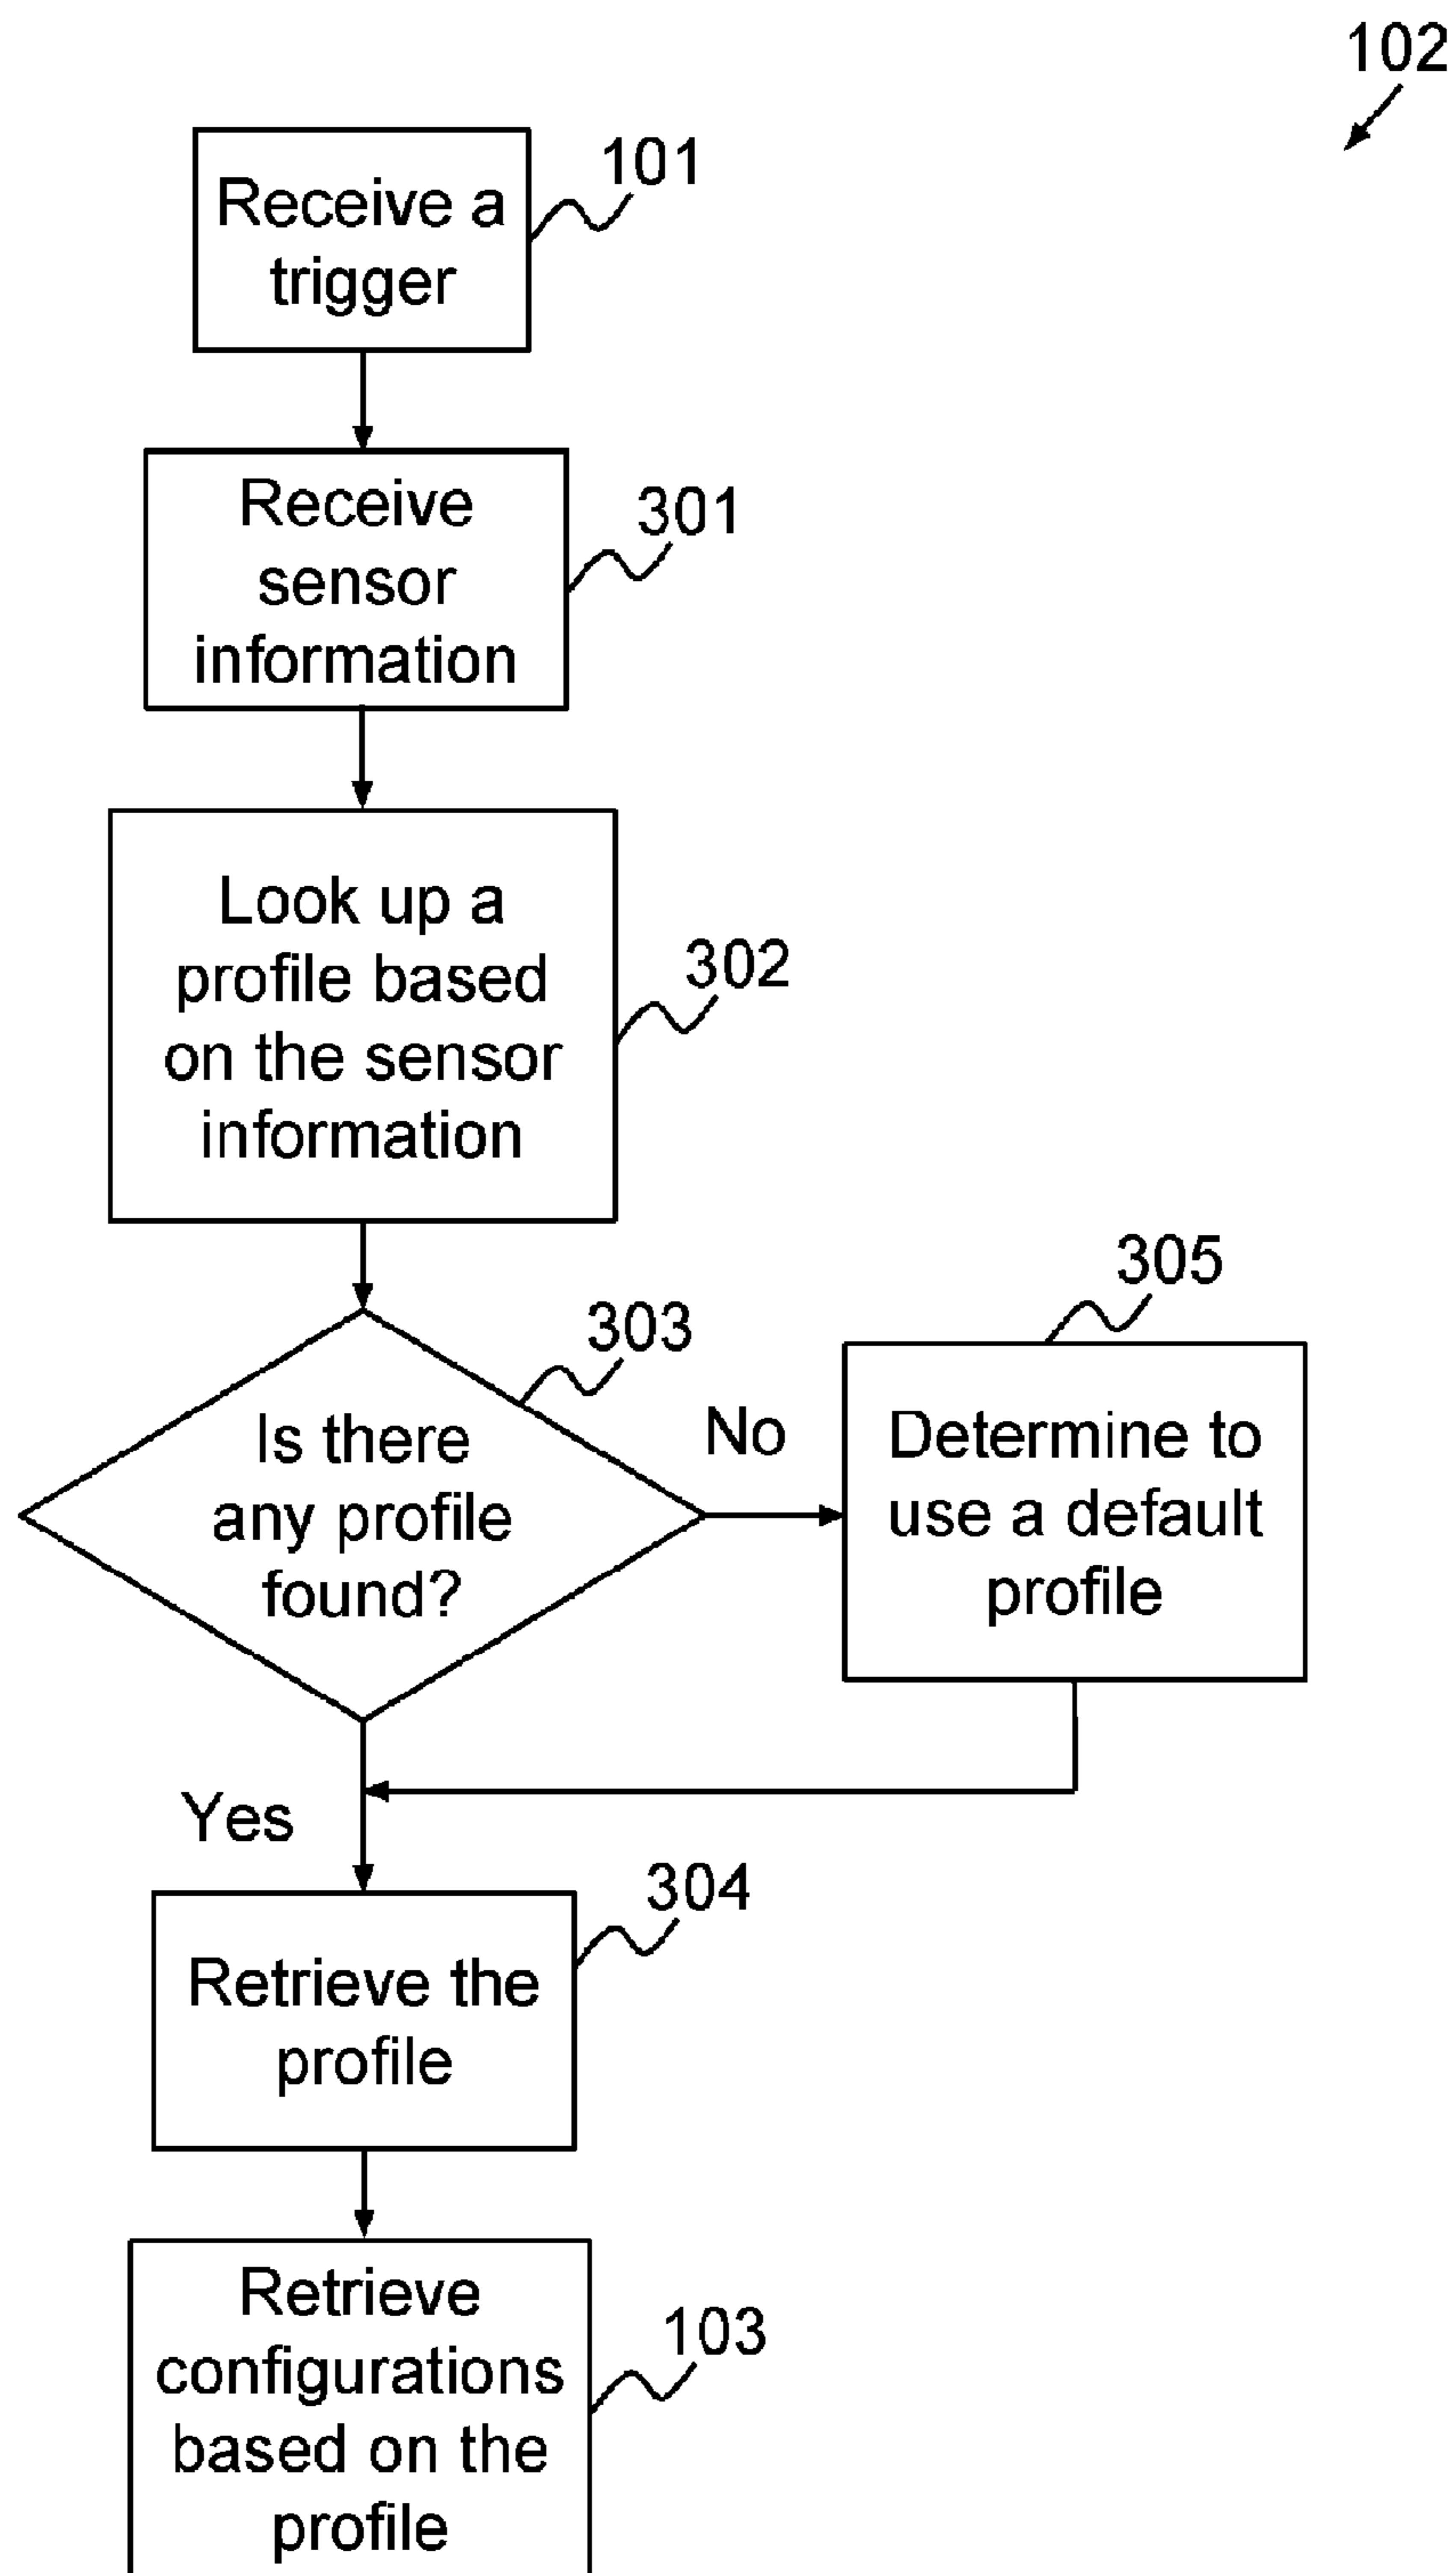 102
101
Receive a
trigger
301
Receive
sensor
information
302
Look up a
profile based
on the sensor
information
303
Is there
any profile
found?
No
305
Determine to
use a default
profile
Yes
304
Retrieve the
profile
103
Retrieve
configurations
based on the
profile